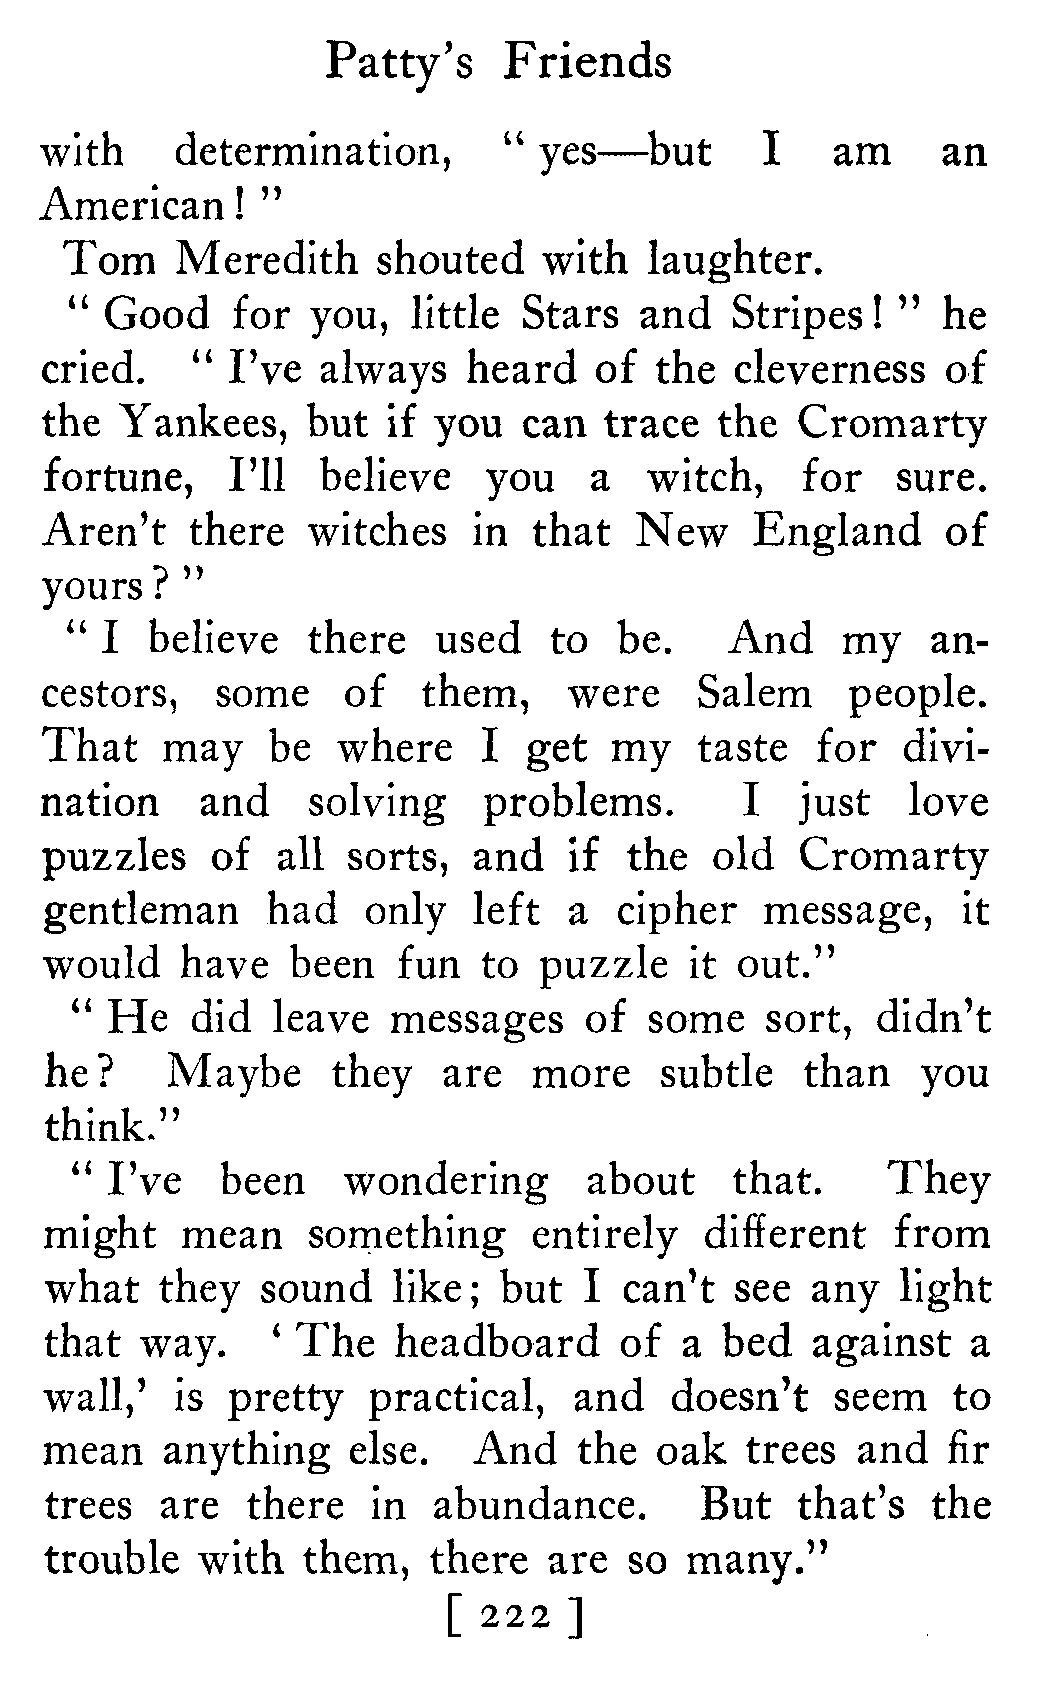 Patty's Friends
with determination, "yes—but I am an
American!"
Tom Meredith shouted with laughter.
"Good for you, little Stars and Stripes!" he
cried. "I've always heard of the cleverness of
the Yankees, but if you can trace the Cromarty
fortune, I'll believe you a witch, for sure.
Aren't there witches in that New England of
yours?"
"I believe there used to be. And my an-
cestors, some of them, were Salem people.
That may be where I get my taste for divi-
nation and solving problems. I just love
puzzles of all sorts, and if the old Cromarty
gentleman had only left a cipher message, it
would have been fun to puzzle it out."
"He did leave messages of some sort, didn't
he? Maybe they are more subtle than you
think."
"I've been wondering about that. They
might mean something entirely different from
what they sound like; but I can't see any light
that way. 'The headboard of a bed against a
wall,' is pretty practical, and doesn't seem to
mean anything else. And the oak trees and fir
trees are there in abundance. But that's the
trouble with them, there are so many."
[ 222 ]